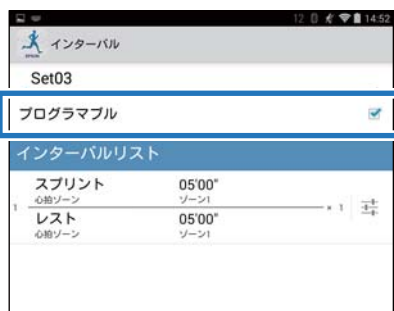 12 14:52
インターバル
Set03
プログラマブル
インターバルリスト
スプリント 05'00"
心拍ゾーン ゾーン1
1 × 1
レスト 05'00"
心拍ゾーン ゾーン1